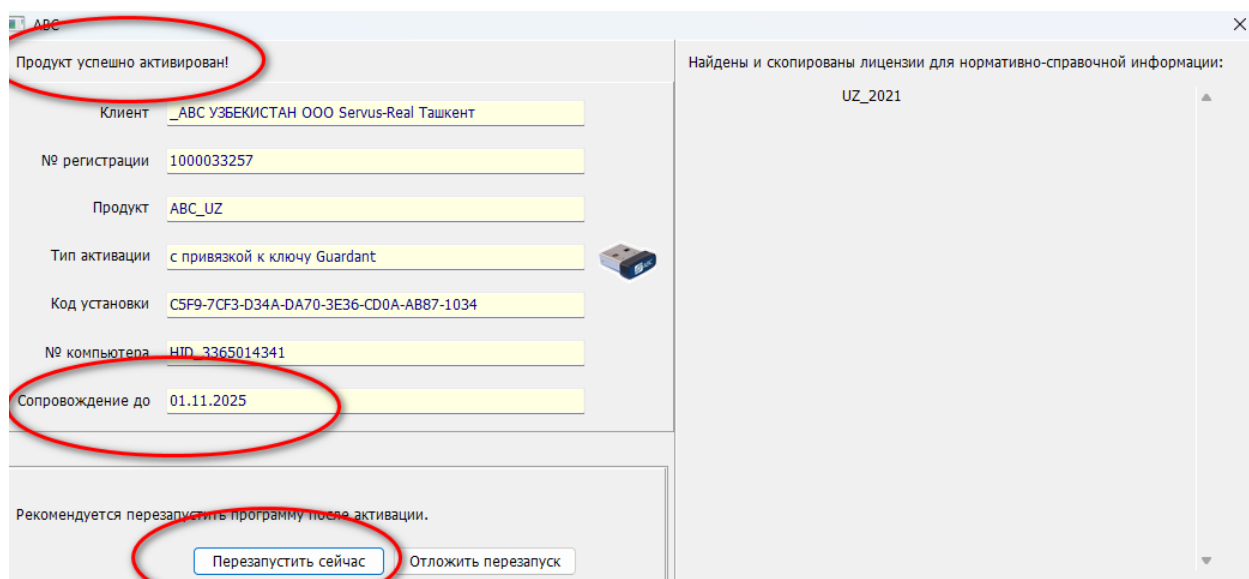 ABC
Продукт успешно активирован!
Клиент _АВС УЗБЕКИСТАН ООО Servus-Real Ташкент
№ регистрации 1000033257
Продукт ABC_UZ
Тип активации с привязкой к ключу Guardant
Код установки C5F9-7CF3-D34A-DA70-3E36-CD0A-AB87-1034
№ компьютера HID_3365014341
Сопровождение до 01.11.2025
Рекомендуется перезапустить программу после активации.
Перезапустить сейчас Отложить перезапуск
Найдены и скопированы лицензии для нормативно-справочной информации:
UZ_2021